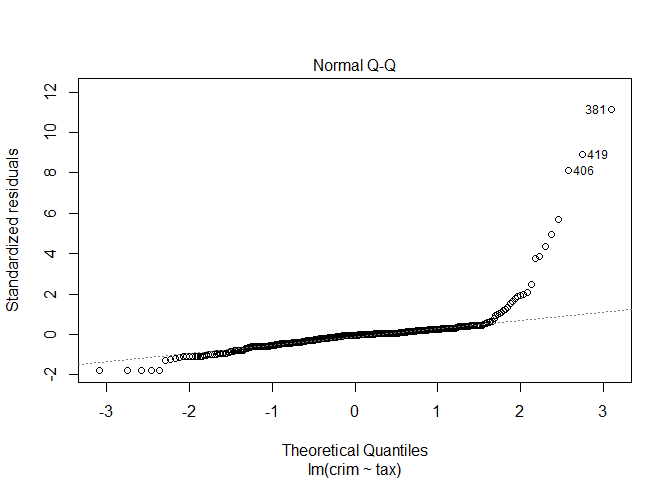 Normal Q-Q
Standardized residuals
12
10
8
6
4
2
0
-2
381
419
406
-3 -2 -1 0 1 2 3
Theoretical Quantiles
lm(crim ~ tax)